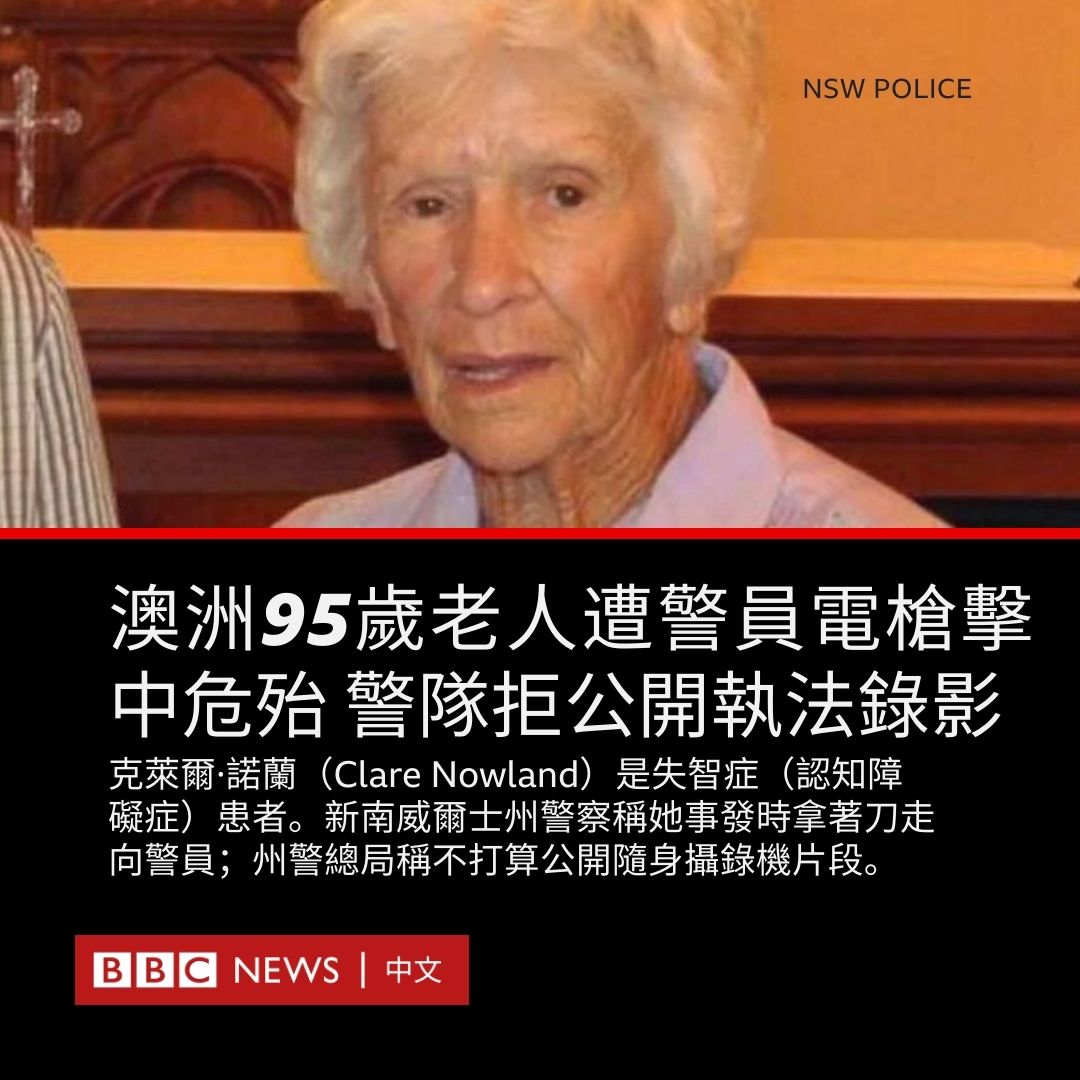 NSW POLICE
澳洲95歲老人遭警員電槍擊
中危殆 警隊拒公開執法錄影
克萊爾·諾蘭（Clare Nowland）是失智症（認知障
礙症）患者。新南威爾士州警察稱她事發時拿著刀走
向警員；州警總局稱不打算公開隨身攝錄機片段。
BBC NEWS | 中文